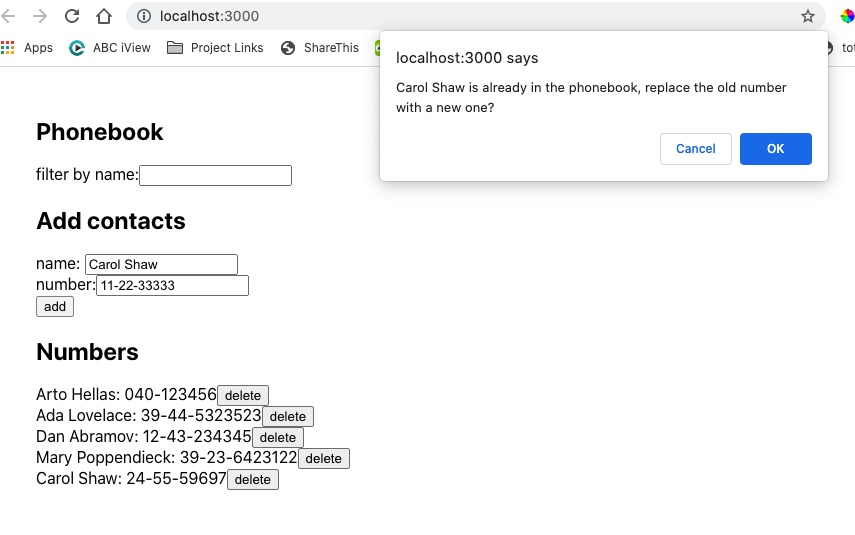 localhost:3000
Apps ABC iView Project Links ShareThis
localhost:3000 says
Carol Shaw is already in the phonebook, replace the old number
with a new one?
Cancel OK
Phonebook
filter by name:
Add contacts
name: Carol Shaw
number: 11-22-33333
add
Numbers
Arto Hellas: 040-123456 delete
Ada Lovelace: 39-44-5323523 delete
Dan Abramov: 12-43-234345 delete
Mary Poppendieck: 39-23-6423122 delete
Carol Shaw: 24-55-59697 delete